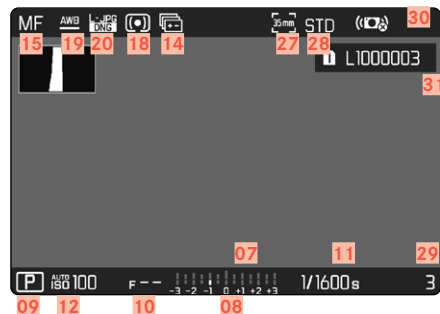 MF AWB L-JPG DNG 35mm STD 30
15 19 20 18 14 27 28
1 L1000003
31
07 11 29
P AUTO ISO 100 F-- -3 -2 -1 0 +1 +2 +3 1/1600s 3
09 12 10 08